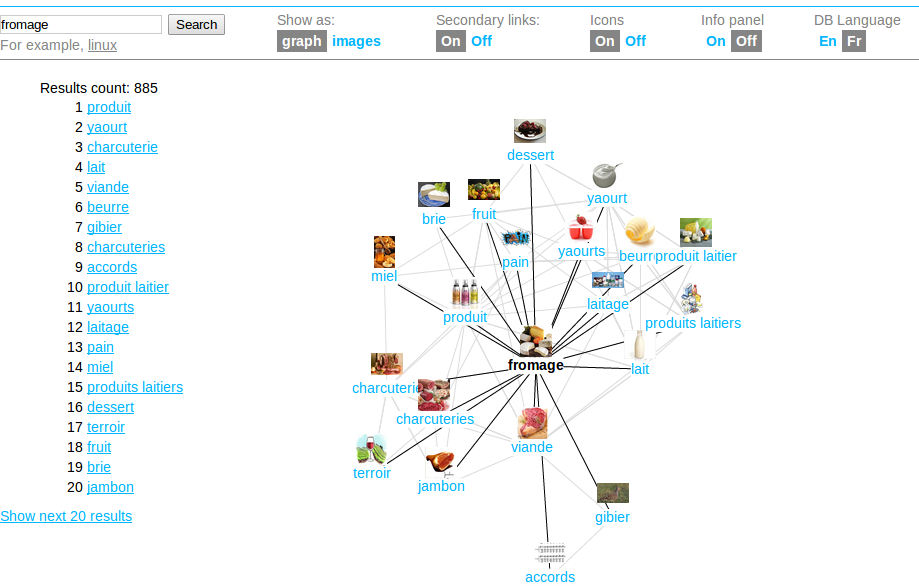 fromage Search
For example, linux
Show as:
graph images
Secondary links:
On Off
Icons
On Off
Info panel
On Off
DB Language
En Fr
Results count: 885
1 produit
2 yaourt
3 charcuterie
4 lait
5 viande
6 beurre
7 gibier
8 charcuteries
9 accords
10 produit laitier
11 yaourts
12 laitage
13 pain
14 miel
15 produits laitiers
16 dessert
17 terroir
18 fruit
19 brie
20 jambon
Show next 20 results
dessert
yaourt
brie
fruit
yaourts
beurre
produit laitier
pain
miel
laitage
produit
produits laitiers
fromage
lait
charcuterie
charcuteries
viande
terroir
jambon
gibier
accords